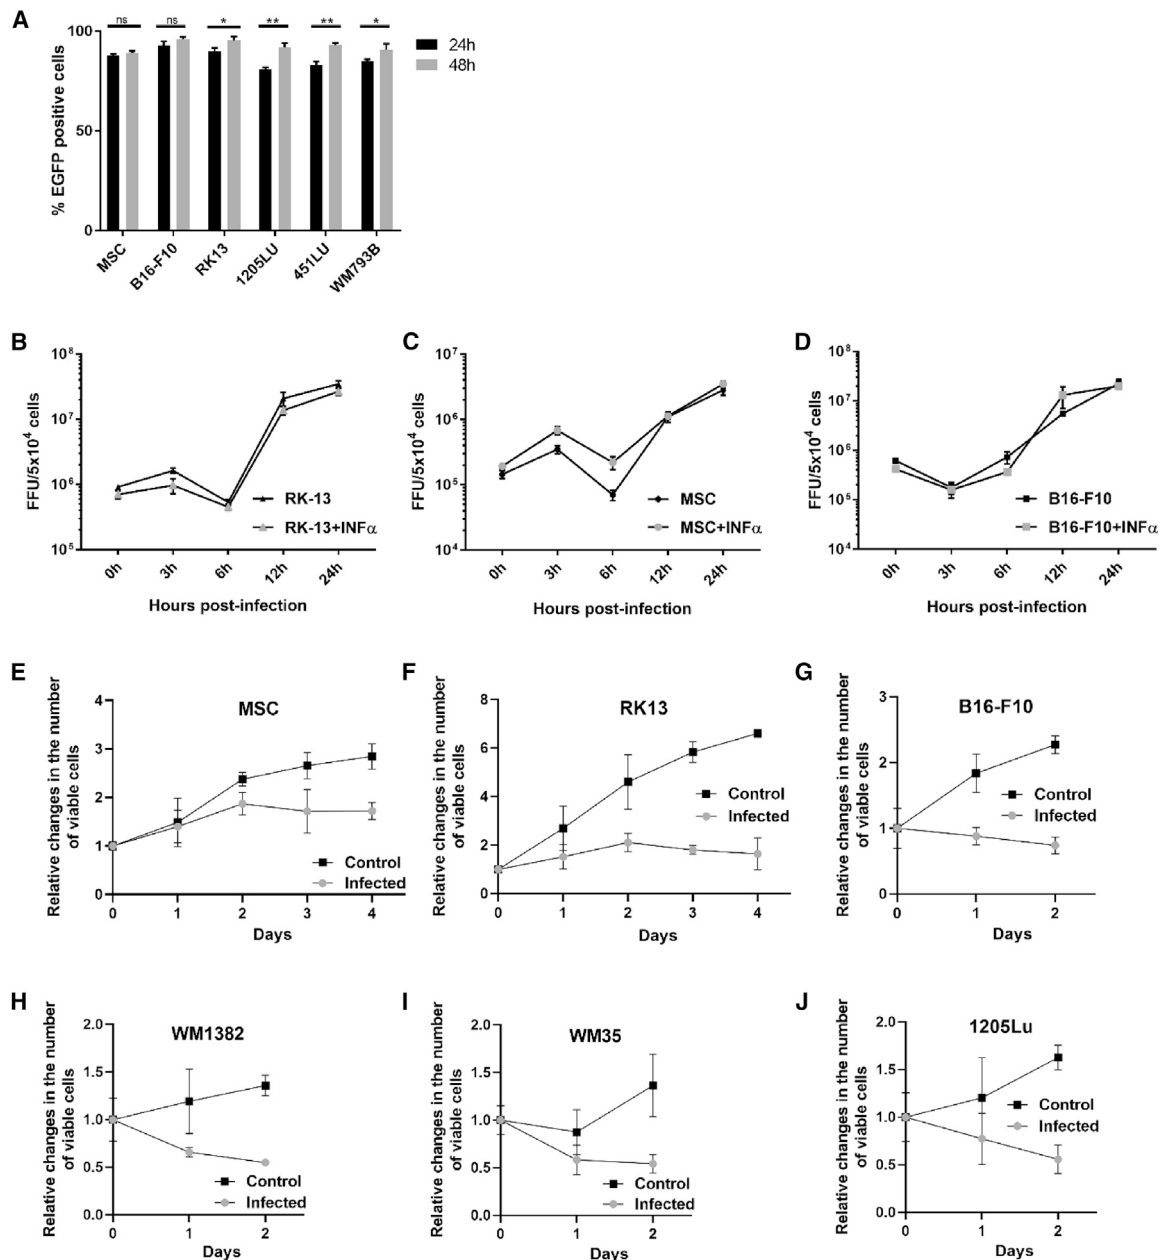 A
ns ns * ** ** *
100
50
0
% EGFP positive cells
24h
48h
MSC B16-F10 RK13 1205LU 451LU WM793B
B
FFU/5x10⁴ cells
10⁸
10⁷
10⁶
10⁵
RK-13
RK-13+INFα
0h 3h 6h 12h 24h
Hours post-infection
C
FFU/5x10⁴ cells
10⁷
10⁶
10⁵
10⁴
MSC
MSC+INFα
0h 3h 6h 12h 24h
Hours post-infection
D
FFU/5x10⁴ cells
10⁸
10⁷
10⁶
10⁵
10⁴
B16-F10
B16-F10+INFα
0h 3h 6h 12h 24h
Hours post-infection
E
Relative changes in the number
of viable cells
MSC
4
3
2
1
0
Control
Infected
0 1 2 3 4
Days
F
Relative changes in the number
of viable cells
RK13
8
6
4
2
0
Control
Infected
0 1 2 3 4
Days
G
Relative changes in the number
of viable cells
B16-F10
3
2
1
0
Control
Infected
0 1 2
Days
H
Relative changes in the number
of viable cells
WM1382
2.0
1.5
1.0
0.5
0.0
Control
Infected
0 1 2
Days
I
Relative changes in the number
of viable cells
WM35
2.0
1.5
1.0
0.5
0.0
Control
Infected
0 1 2
Days
J
Relative changes in the number
of viable cells
1205Lu
2.0
1.5
1.0
0.5
0.0
Control
Infected
0 1 2
Days